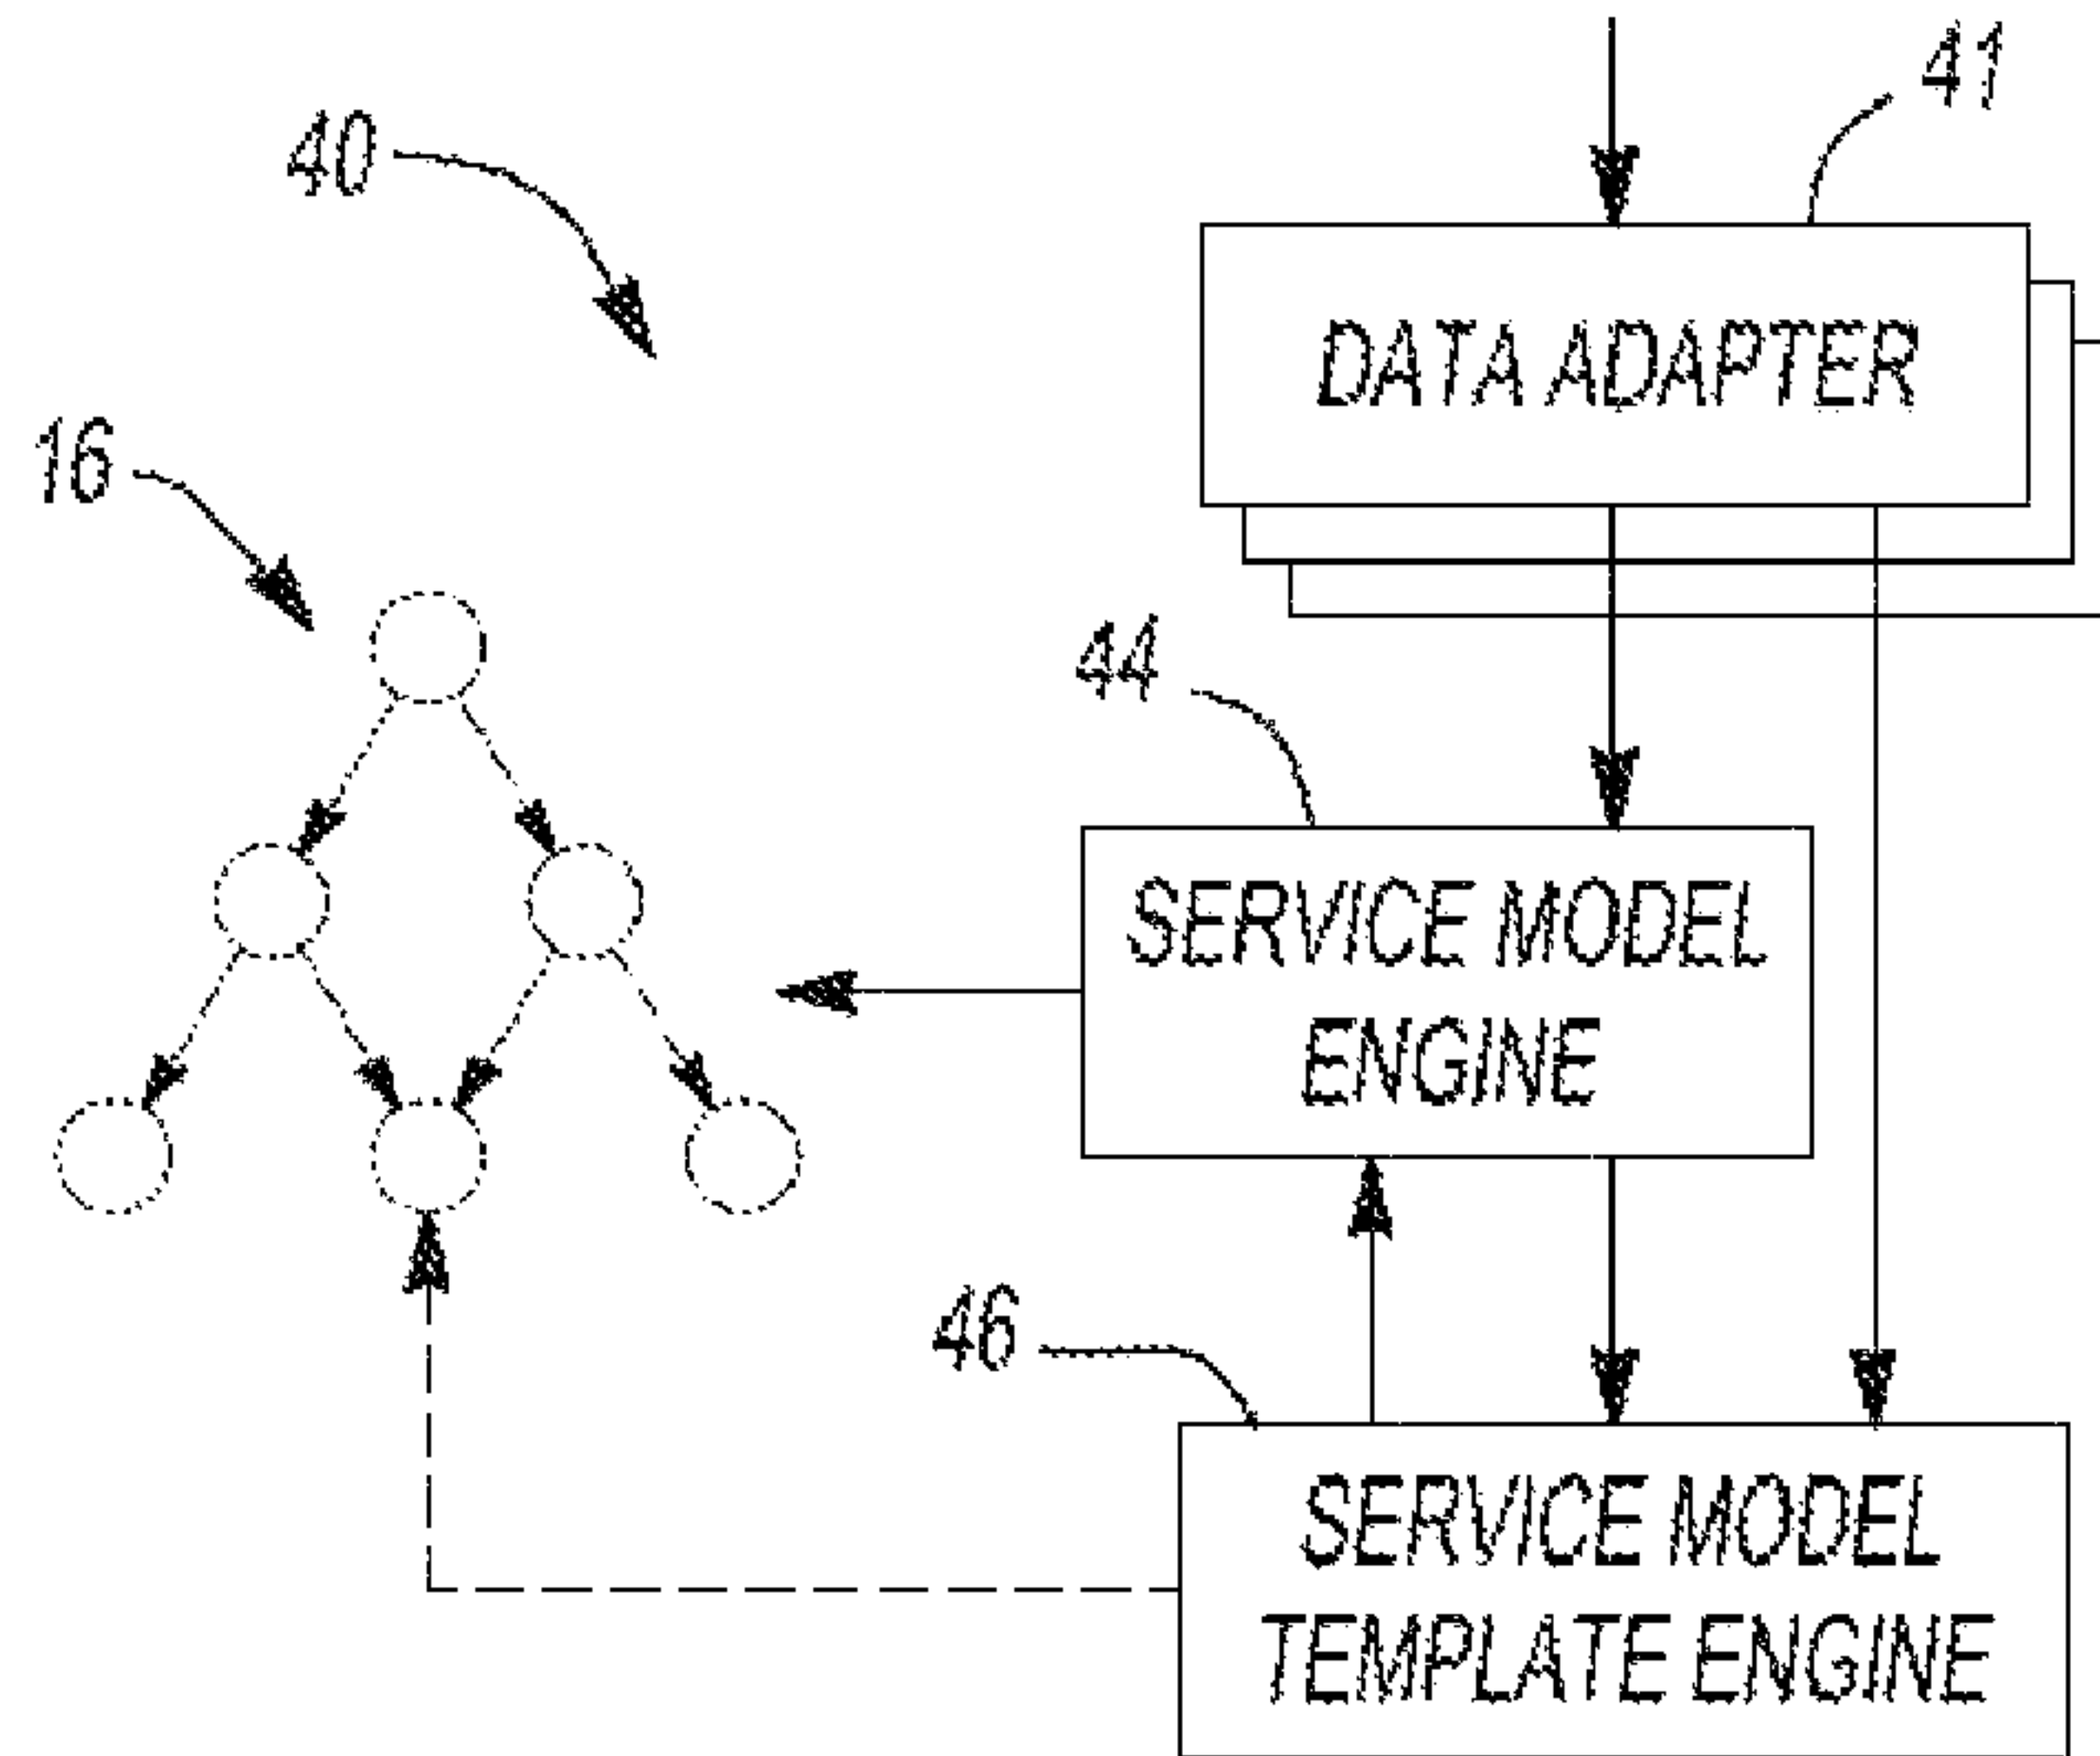 41
40
DATA ADAPTER
16
44
SERVICE MODEL
ENGINE
46
SERVICE MODEL
TEMPLATE ENGINE